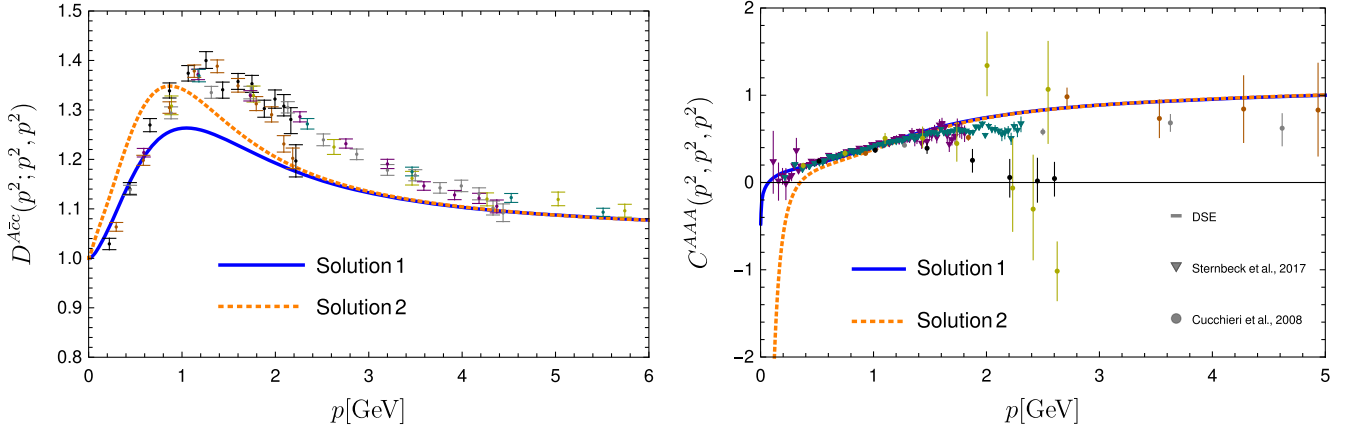 D^{Ac̄c}(p²; p², p²)
1.5
1.4
1.3
1.2
1.1
1.0
0.9
0.8
Solution 1
Solution 2
0 1 2 3 4 5 6
p[GeV]
C^{AAA}(p², p², p²)
2
1
0
-1
-2
DSE
Solution 1
Sternbeck et al., 2017
Solution 2
Cucchieri et al., 2008
0 1 2 3 4 5
p[GeV]